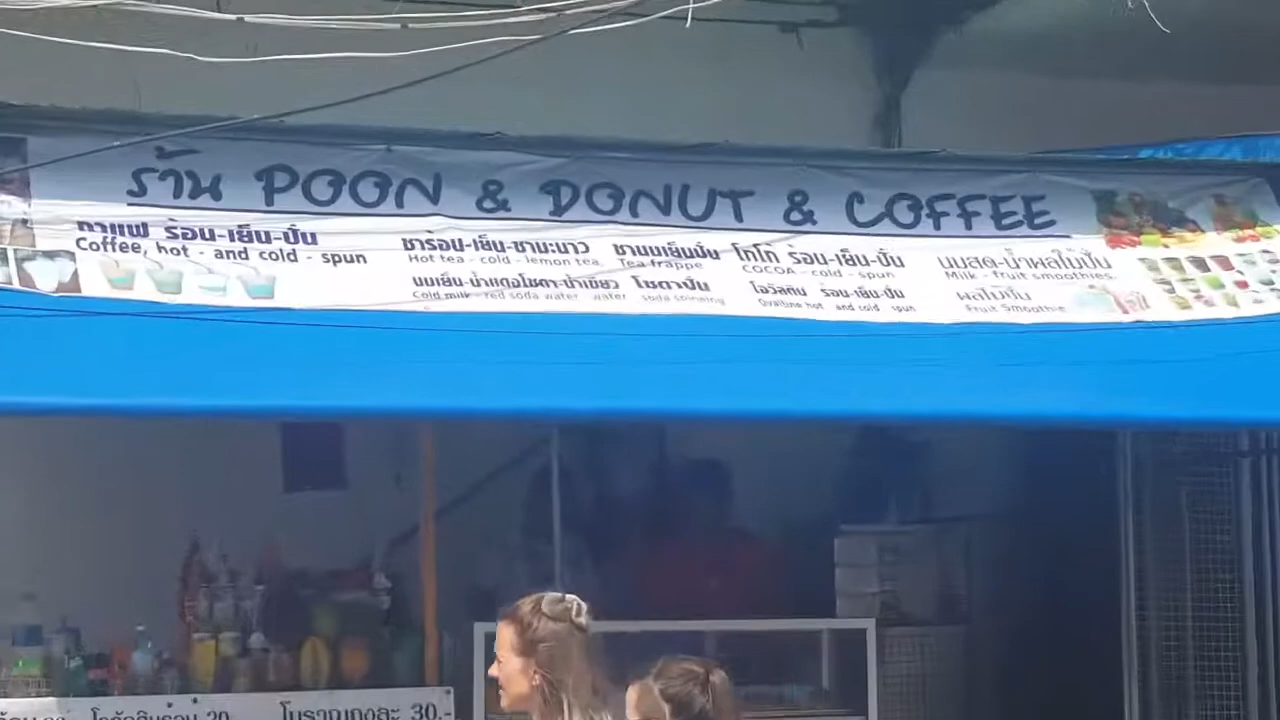 ร้าน POON & DONUT & COFFEE
กาแฟ ร้อน-เย็น-ปั่น
Coffee, hot - and cold - spun
ชาร้อน-เย็น-ชามะนาว
Hot tea - cold - lemon tea
ชานมเย็นปั่น
Tea frappe
โกโก้ ร้อน-เย็น-ปั่น
COCOA - cold - spun
นมสด-น้ำผลไม้ปั่น
Milk - fruit smoothies
นมเย็น-น้ำแดงโซดา-น้ำเขียว โซดาปั่น
Cold milk - red soda water water soda spinning
โอวัลติน ร้อน-เย็น-ปั่น
Ovaltine hot and cold spun
ผลไม้ปั่น
Fruit Smoothie
20 โบราณถุงละ 30.-